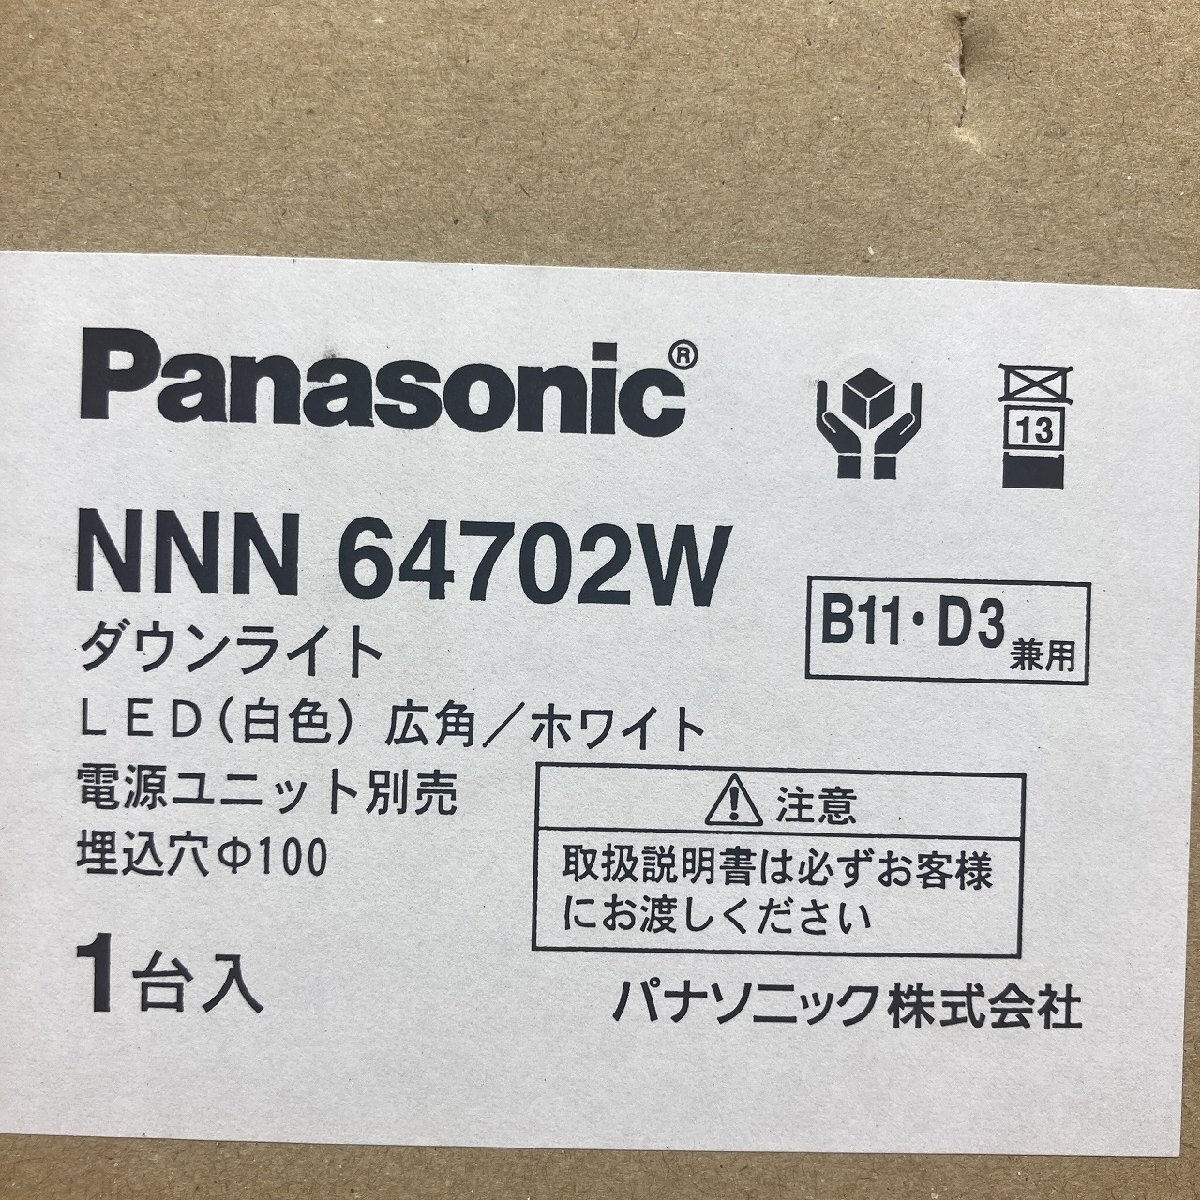 Panasonic®
13
NNN 64702W
B11・D3 兼用
ダウンライト
LED(白色) 広角／ホワイト
電源ユニット別売
埋込穴Φ100
1台入
注意
取扱説明書は必ずお客様
にお渡しください
パナソニック株式会社